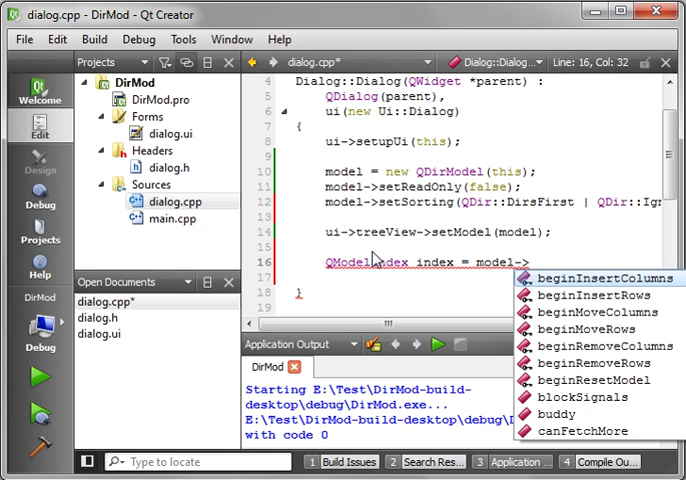 dialog.cpp - DirMod - Qt Creator
File Edit Build Debug Tools Window Help
Projects
dialog.cpp*
Dialog::Dialog...
Line: 16, Col: 32
Welcome
Edit
Design
Debug
Projects
Help
DirMod
Debug
DirMod
DirMod.pro
Forms
dialog.ui
Headers
dialog.h
Sources
dialog.cpp
main.cpp
Open Documents
dialog.cpp*
dialog.h
dialog.ui
4 Dialog::Dialog(QWidget *parent) :
5 QDialog(parent),
6 ui(new Ui::Dialog)
7 {
8 ui->setupUi(this);
9
10 model = new QDirModel(this);
11 model->setReadOnly(false);
12 model->setSorting(QDir::DirsFirst | QDir::Ign
13
14 ui->treeView->setModel(model);
15
16 QModelIndex index = model->
17
18 }
beginInsertColumns
beginInsertRows
beginMoveColumns
beginMoveRows
beginRemoveColumns
beginRemoveRows
beginResetModel
blockSignals
buddy
canFetchMore
Application Output
DirMod
Starting E:\Test\DirMod-build-
desktop\debug\DirMod.exe...
E:\Test\DirMod-build-desktop\debug\D
with code 0
Type to locate
1 Build Issues
2 Search Res...
3 Application ...
4 Compile Ou...